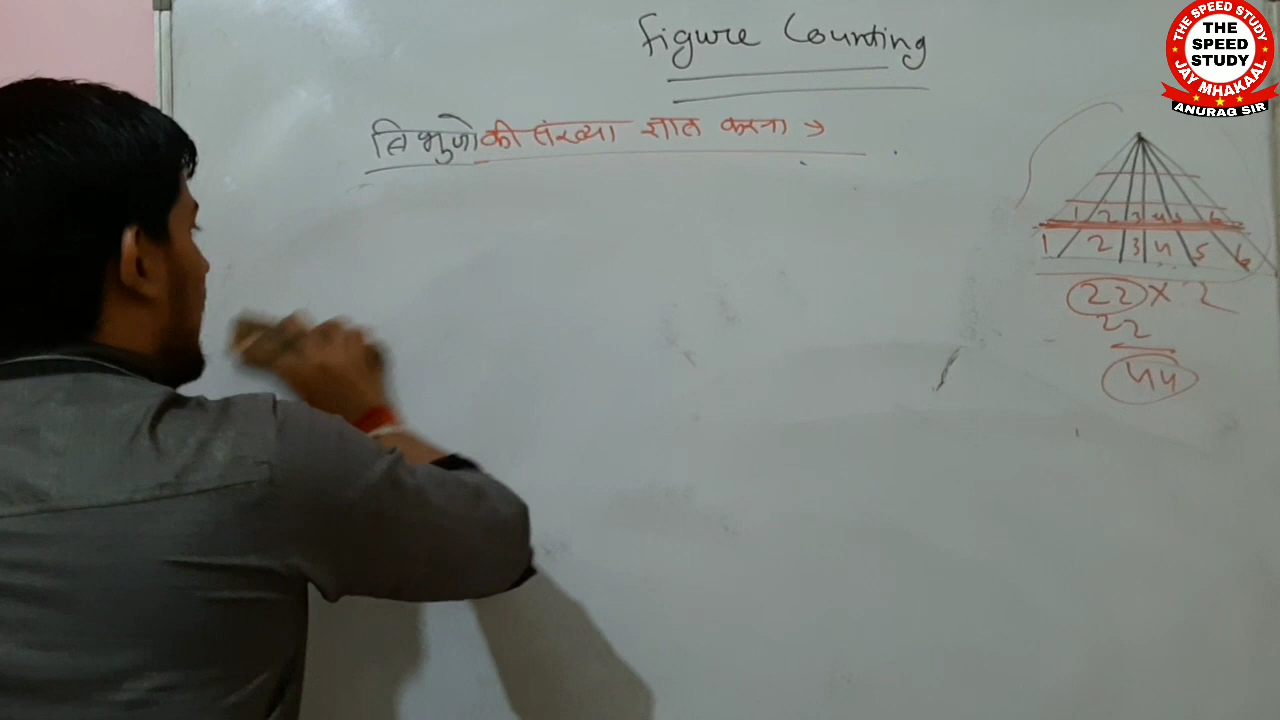 Figure Counting
त्रिभुजो की संख्या ज्ञात करना →
THE SPEED STUDY
THE
SPEED
STUDY
JAY MHAKAAL
ANURAG SIR
1 2 3 4 5 6
1 2 3 4 5 6
22 × 2
22
44